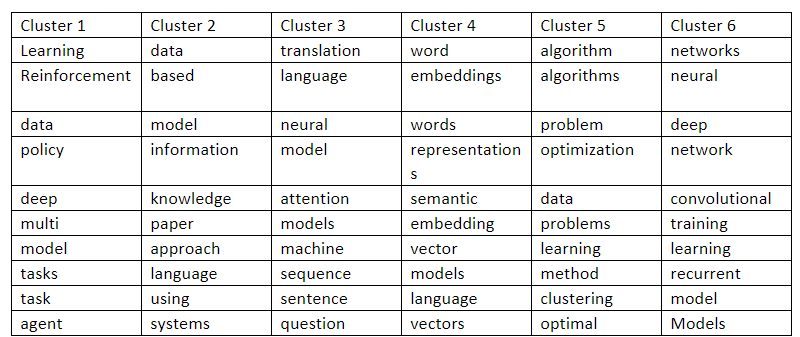 Cluster 1 Cluster 2 Cluster 3 Cluster 4 Cluster 5 Cluster 6
Learning data translation word algorithm networks
Reinforcement based language embeddings algorithms neural
data model neural words problem deep
policy information model representation optimization network
s
deep knowledge attention semantic data convolutional
multi paper models embedding problems training
model approach machine vector learning learning
tasks language sequence models method recurrent
task using sentence language clustering model
agent systems question vectors optimal Models